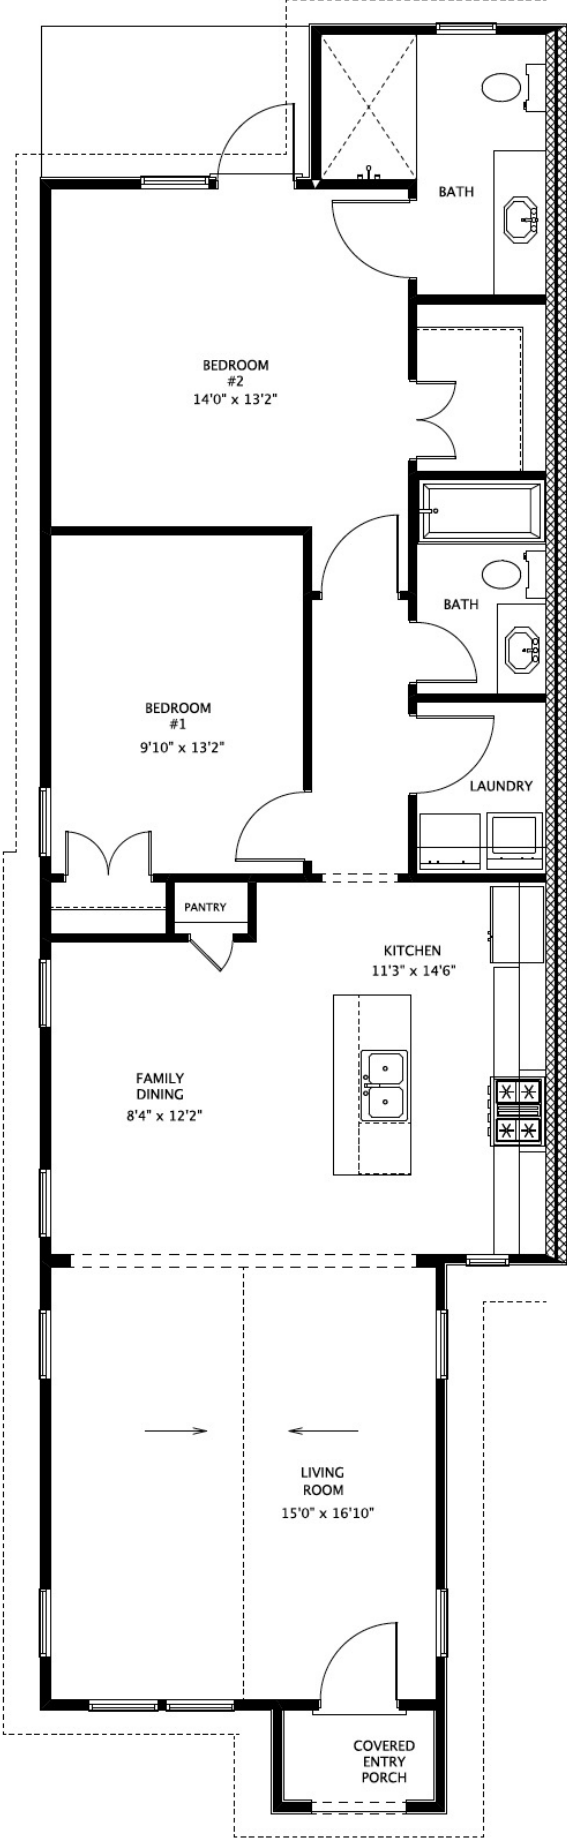 BATH
BEDROOM
#2
14'0" x 13'2"
BATH
BEDROOM
#1
9'10" x 13'2"
LAUNDRY
PANTRY
KITCHEN
11'3" x 14'6"
FAMILY
DINING
8'4" x 12'2"
LIVING
ROOM
15'0" x 16'10"
COVERED
ENTRY
PORCH